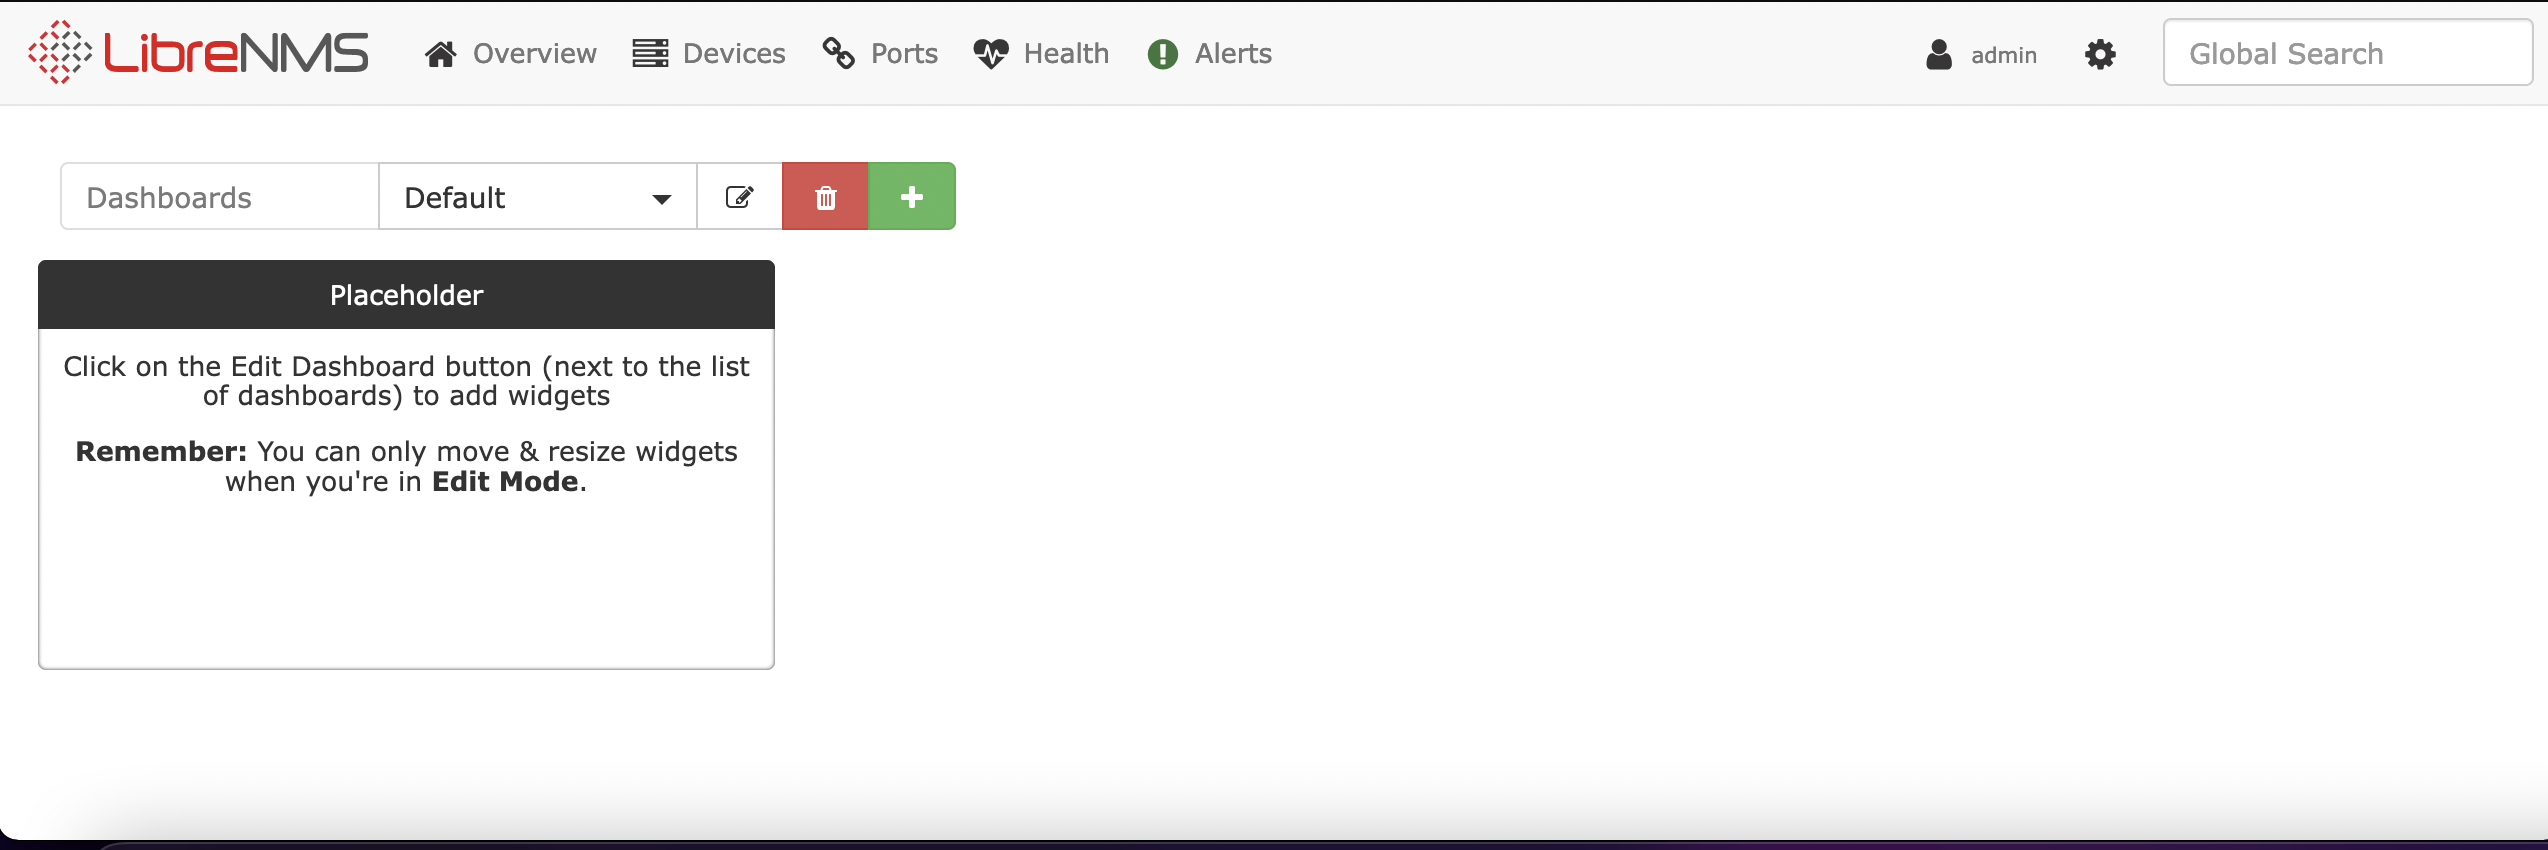 LibreNMS Overview Devices Ports Health Alerts admin Global Search
Dashboards Default
Placeholder
Click on the Edit Dashboard button (next to the list
of dashboards) to add widgets
Remember: You can only move & resize widgets
when you're in Edit Mode.